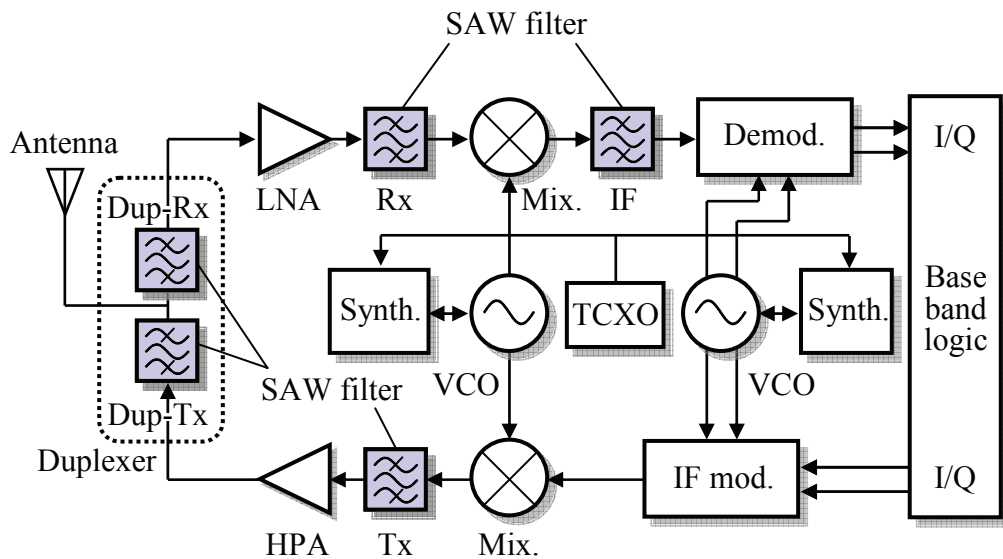 SAW filter
Antenna
I/Q
Demod.
LNA
Rx
Mix.
IF
Dup-Rx
Base
band
logic
Synth.
TCXO
Synth.
SAW filter
VCO
VCO
Dup-Tx
Duplexer
IF mod.
I/Q
HPA
Tx
Mix.